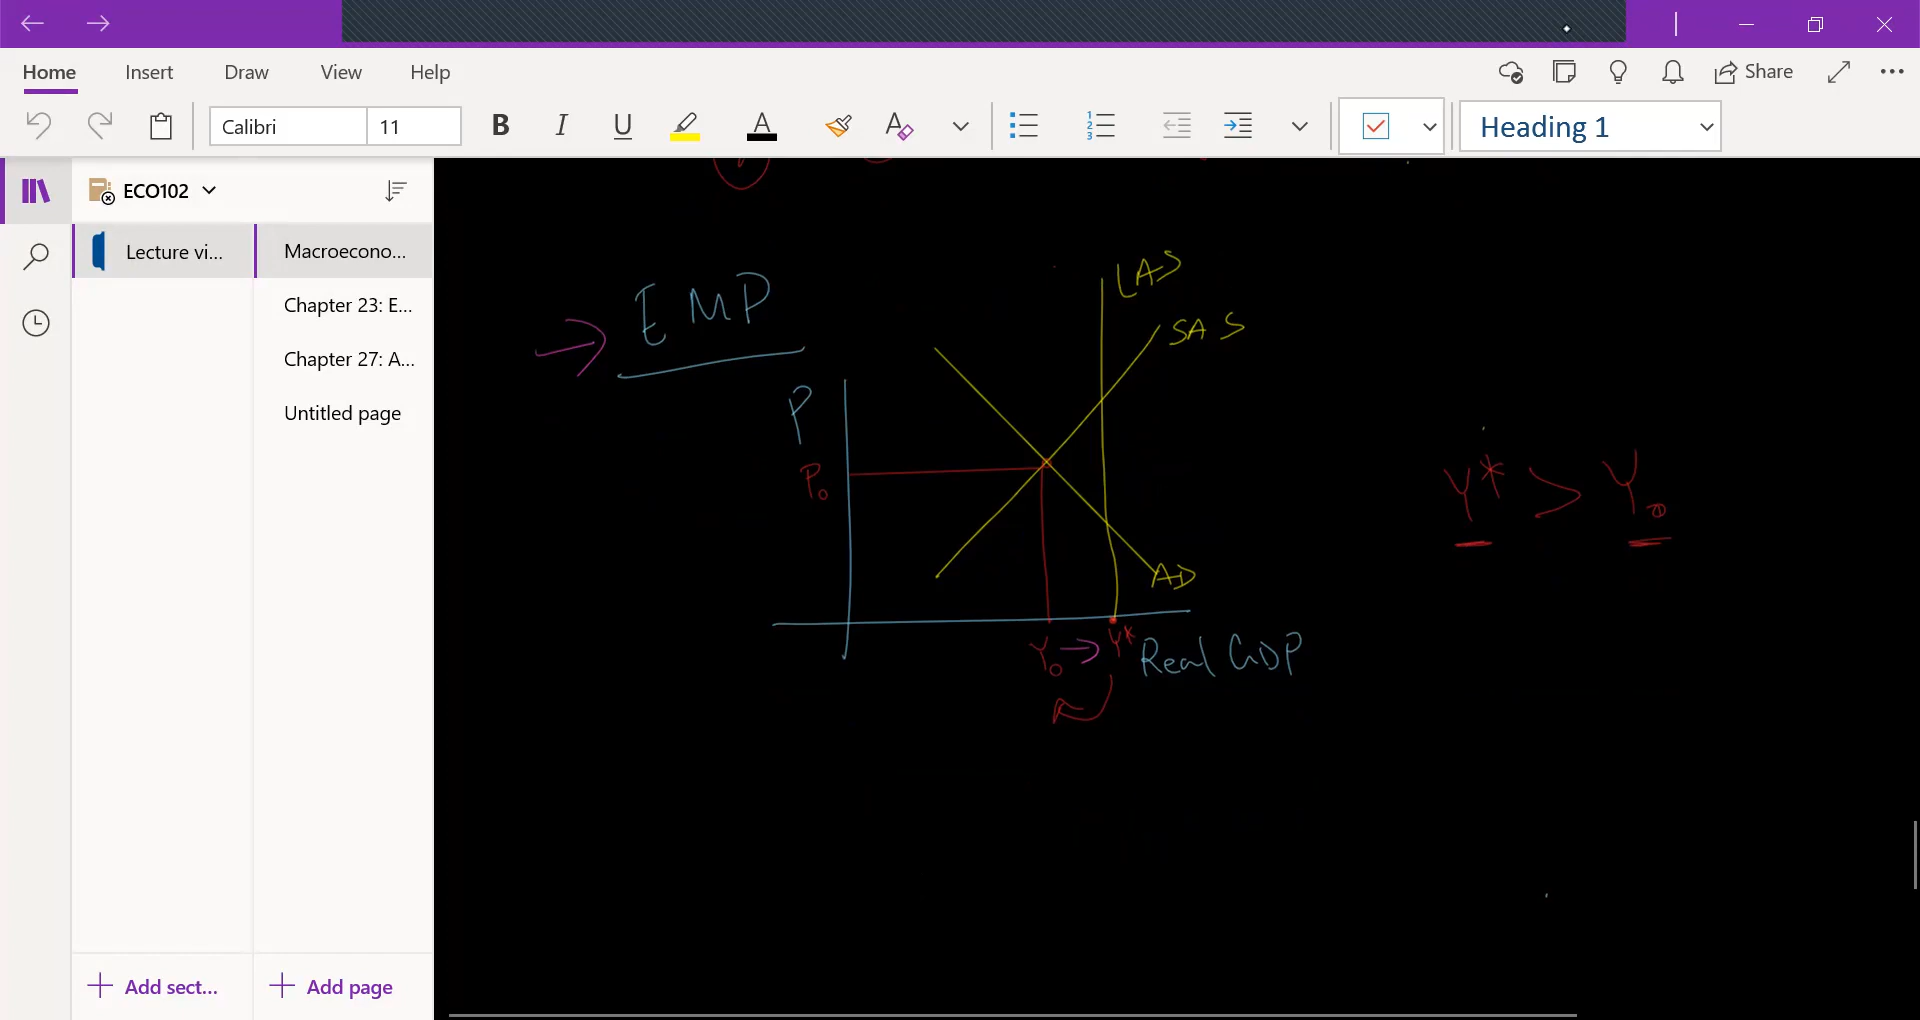 Home Insert Draw View Help Share
Calibri 11 B I U A A Heading 1
ECO102
Lecture vi...
Macroecono...
Chapter 23: E...
Chapter 27: A...
Untitled page
Add sect...
Add page
EMP
LAS
SAS
P
P₀
AD
Y₀ → Y*
Real GDP
Y* > Y₀